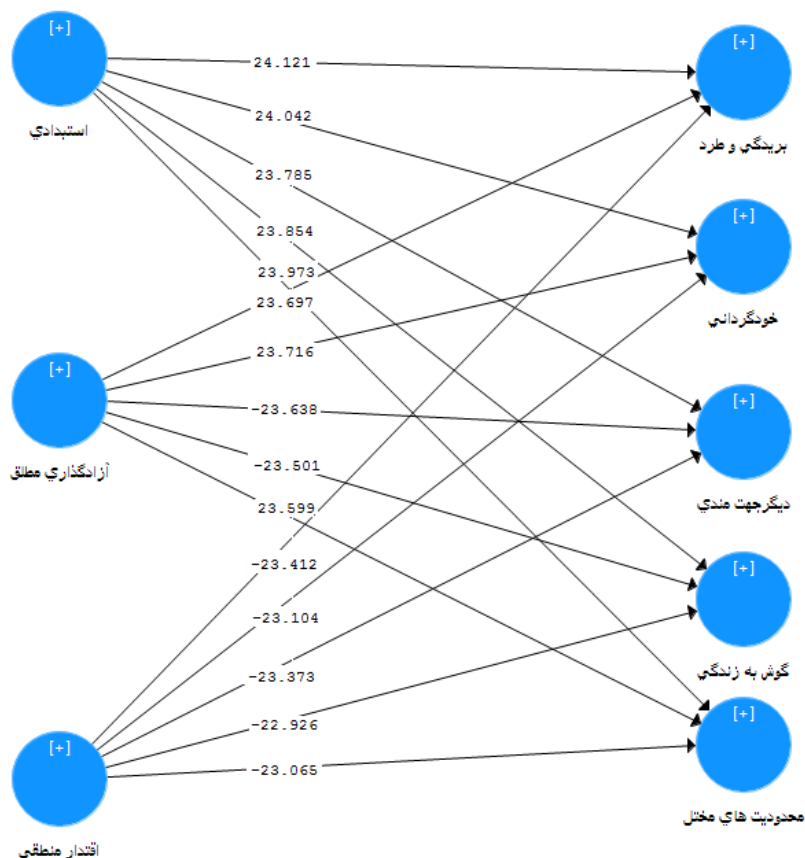 [+]
استبدادي
[+]
آزادگذاري مطلق
[+]
اقتدار منطقي
24.121
24.042
23.785
23.854
23.973
23.697
23.716
-23.638
-23.501
23.599
-23.412
-23.104
-23.373
-22.926
-23.065
[+]
بريدگي و طرد
[+]
خودگرداني
[+]
ديگرجهت مندي
[+]
گوش به زندگي
[+]
محدوديت هاي مختل